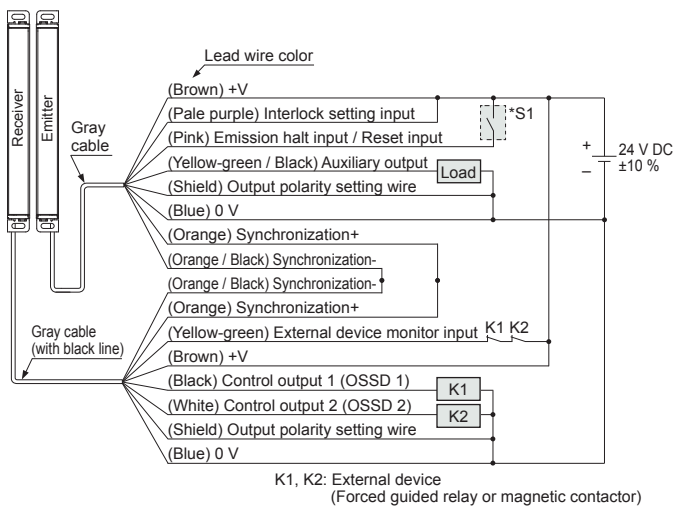 Receiver
Emitter
Lead wire color
Gray
cable
(Brown) +V
(Pale purple) Interlock setting input
(Pink) Emission halt input / Reset input
*S1
(Yellow-green / Black) Auxiliary output
Load
(Shield) Output polarity setting wire
(Blue) 0 V
+
–
24 V DC
±10 %
(Orange) Synchronization+
(Orange / Black) Synchronization-
(Orange / Black) Synchronization-
(Orange) Synchronization+
Gray cable
(with black line)
(Yellow-green) External device monitor input K1 K2
(Brown) +V
(Black) Control output 1 (OSSD 1)
K1
(White) Control output 2 (OSSD 2)
K2
(Shield) Output polarity setting wire
(Blue) 0 V
K1, K2: External device
(Forced guided relay or magnetic contactor)